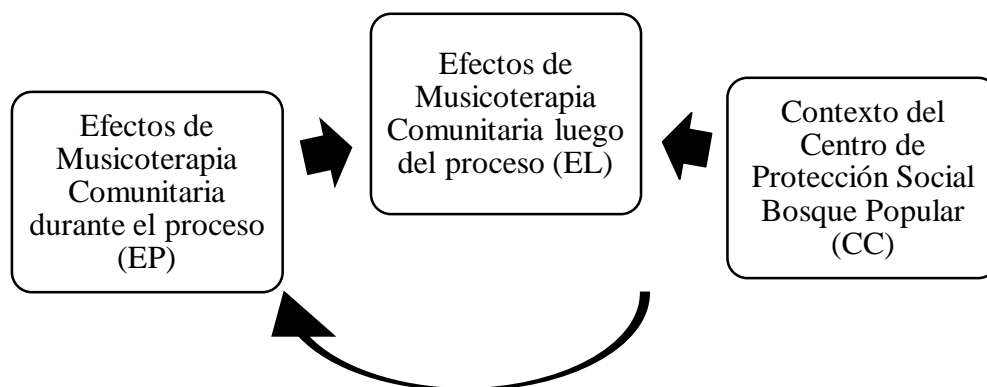 Efectos de
Musicoterapia
Comunitaria
durante el proceso
(EP)
Efectos de
Musicoterapia
Comunitaria luego
del proceso (EL)
Contexto del
Centro de
Protección Social
Bosque Popular
(CC)